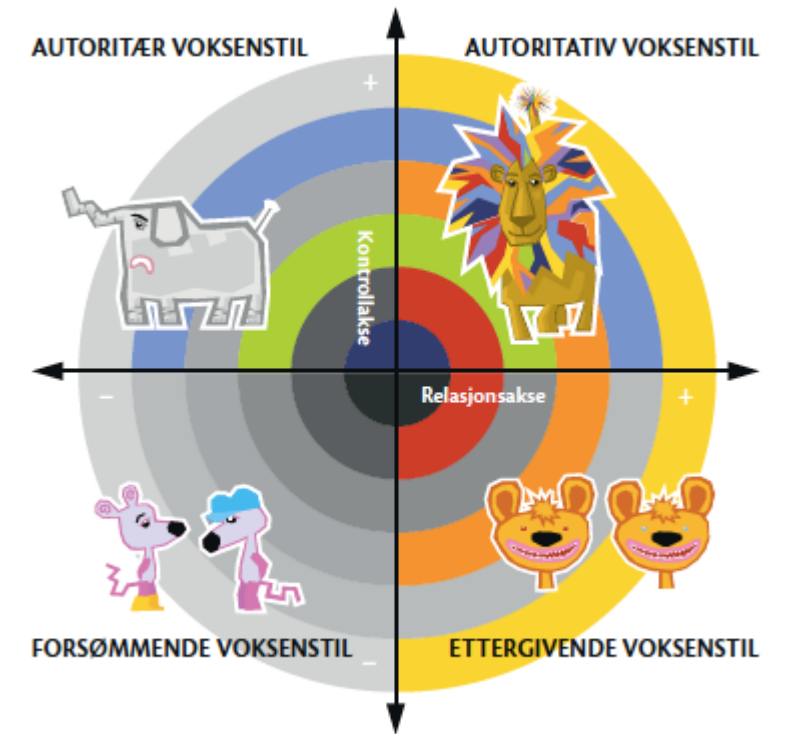 AUTORITÆR VOKSENSTIL
AUTORITATIV VOKSENSTIL
+
Kontrollakse
Relasjonsakse
–
+
FORSØMMENDE VOKSENSTIL
–
ETTERGIVENDE VOKSENSTIL